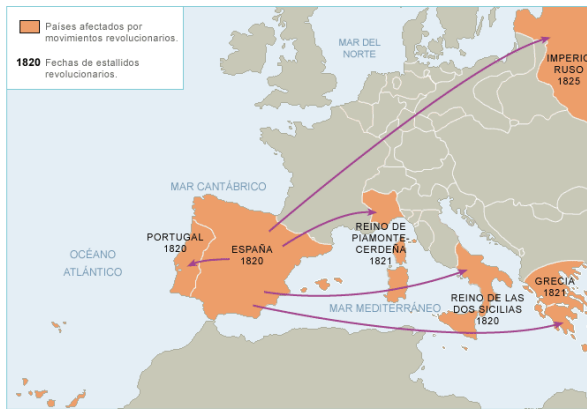 Países afectados por
movimientos revolucionarios.
1820 Fechas de estallidos
revolucionarios.
MAR DEL
NORTE
IMPERIO
RUSO
1825
MAR CANTÁBRICO
OCÉANO
ATLÁNTICO
PORTUGAL
1820
ESPAÑA
1820
REINO DE
PIAMONTE-
CERDEÑA
1821
MAR MEDITERRÁNEO
REINO DE LAS
DOS SICILIAS
1820
GRECIA
1821